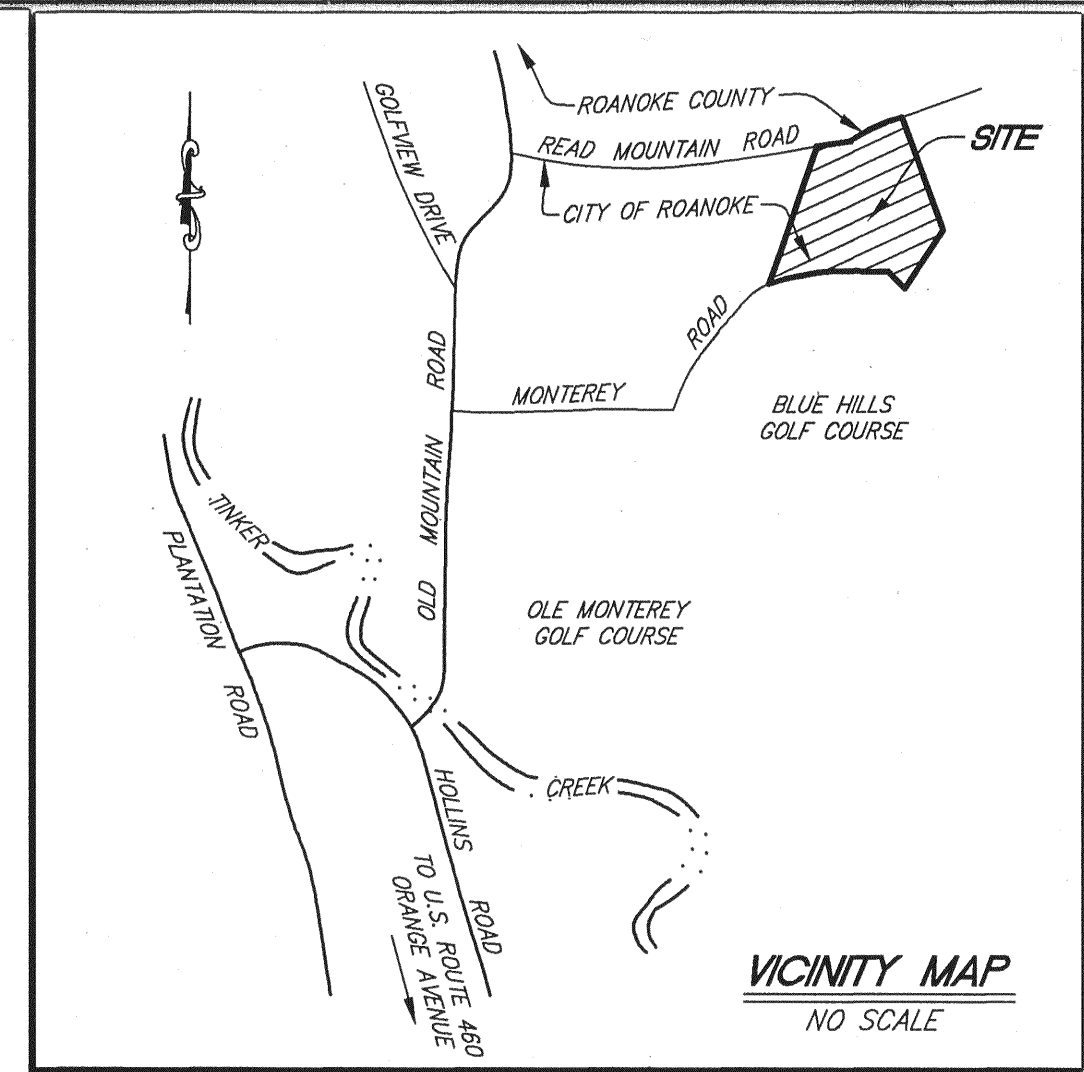 GOLFVIEW DRIVE
ROANOKE COUNTY
READ MOUNTAIN ROAD
SITE
CITY OF ROANOKE
OLD MOUNTAIN ROAD
MONTEREY ROAD
BLUE HILLS
GOLF COURSE
TINKER
PLANTATION ROAD
OLE MONTEREY
GOLF COURSE
CREEK
HOLLINS ROAD
TO U.S. ROUTE 460
ORANGE AVENUE
VICINITY MAP
NO SCALE